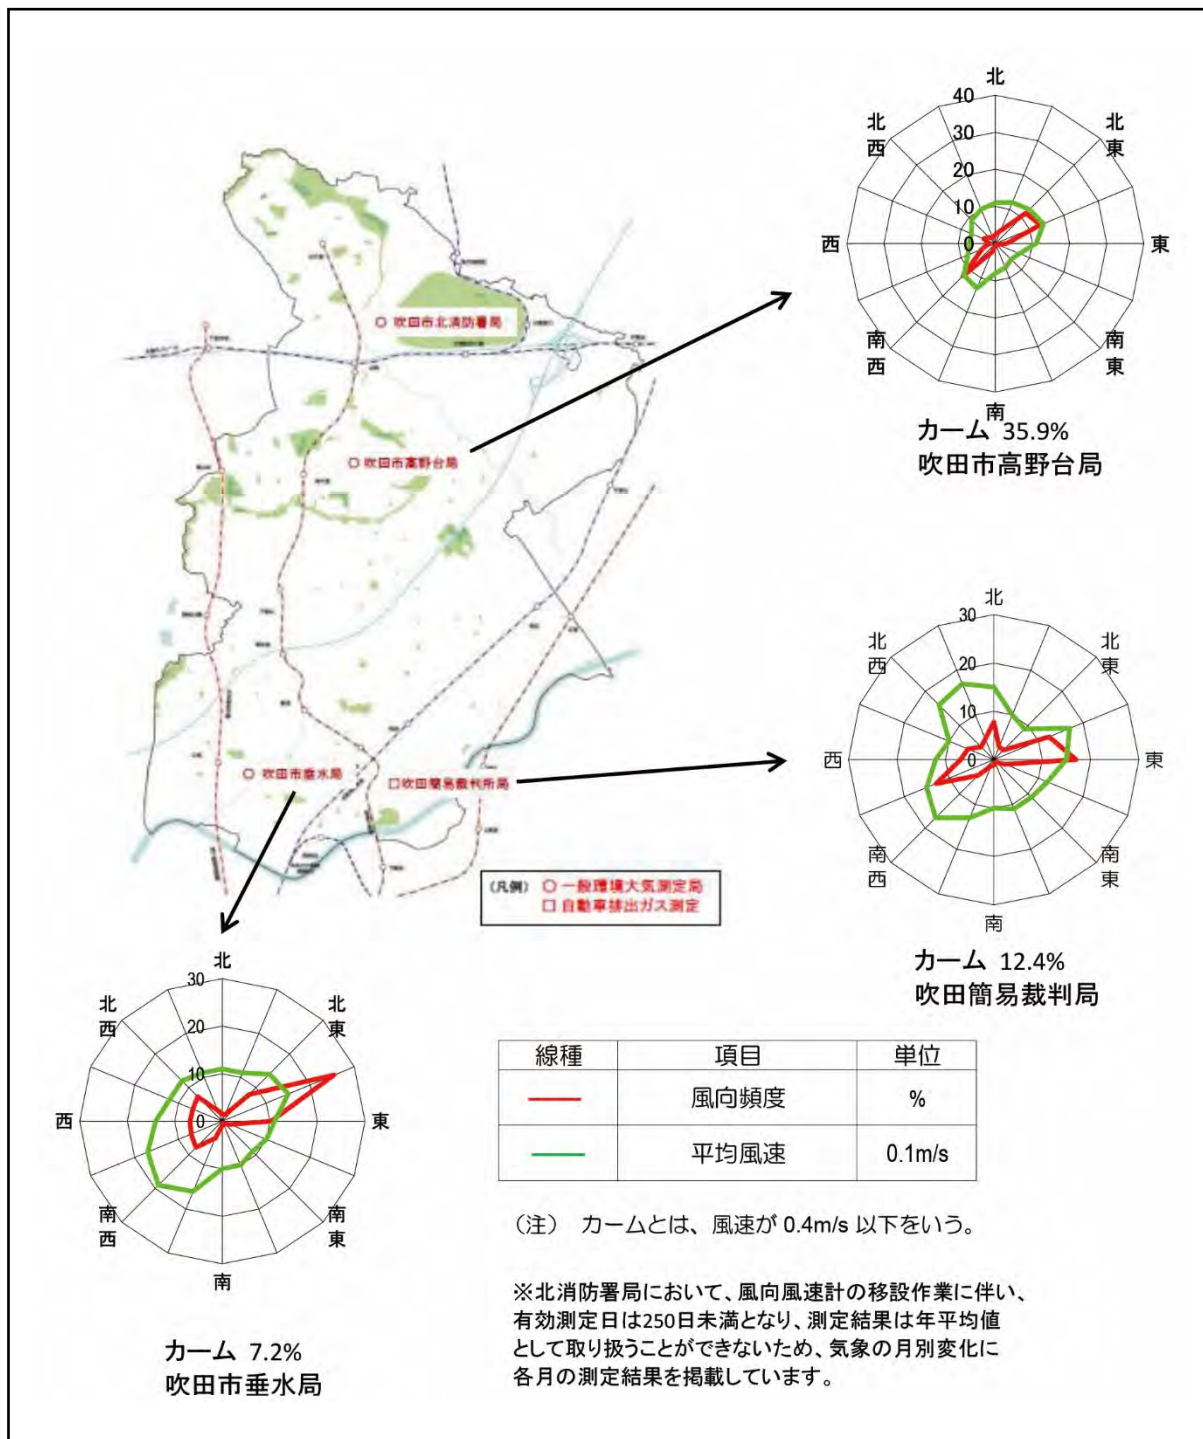 北
40
30
20
10
0
北西
北東
西
東
南西
南東
南
カーム 35.9%
吹田市高野台局
○ 吹田市北消防署局
○ 吹田市高野台局
○ 吹田市垂水局
□ 吹田簡易裁判所局
(凡例) ○ 一般環境大気測定局
□ 自動車排出ガス測定
北
30
20
10
0
北西
北東
西
東
南西
南東
南
カーム 12.4%
吹田簡易裁判局
北
30
20
10
0
北西
北東
西
東
南西
南東
南
カーム 7.2%
吹田市垂水局
線種 項目 単位
風向頻度 %
平均風速 0.1m/s
（注） カームとは、風速が 0.4m/s 以下をいう。
※北消防署局において、風向風速計の移設作業に伴い、
有効測定日は250日未満となり、測定結果は年平均値
として取り扱うことができないため、気象の月別変化に
各月の測定結果を掲載しています。